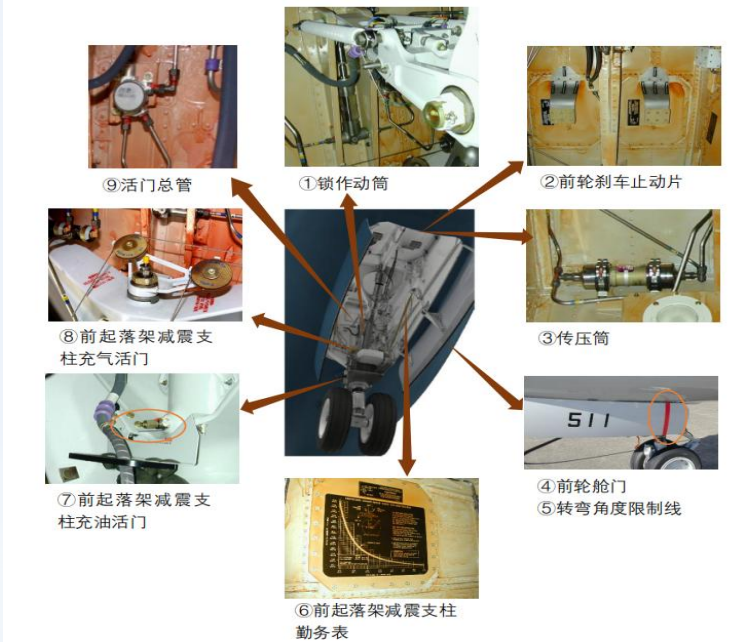 ⑨活门总管
①锁作动筒
②前轮刹车止动片
⑧前起落架减震支
柱充气活门
③传压筒
511
④前轮舱门
⑤转弯角度限制线
⑦前起落架减震支
柱充油活门
⑥前起落架减震支柱
勤务表